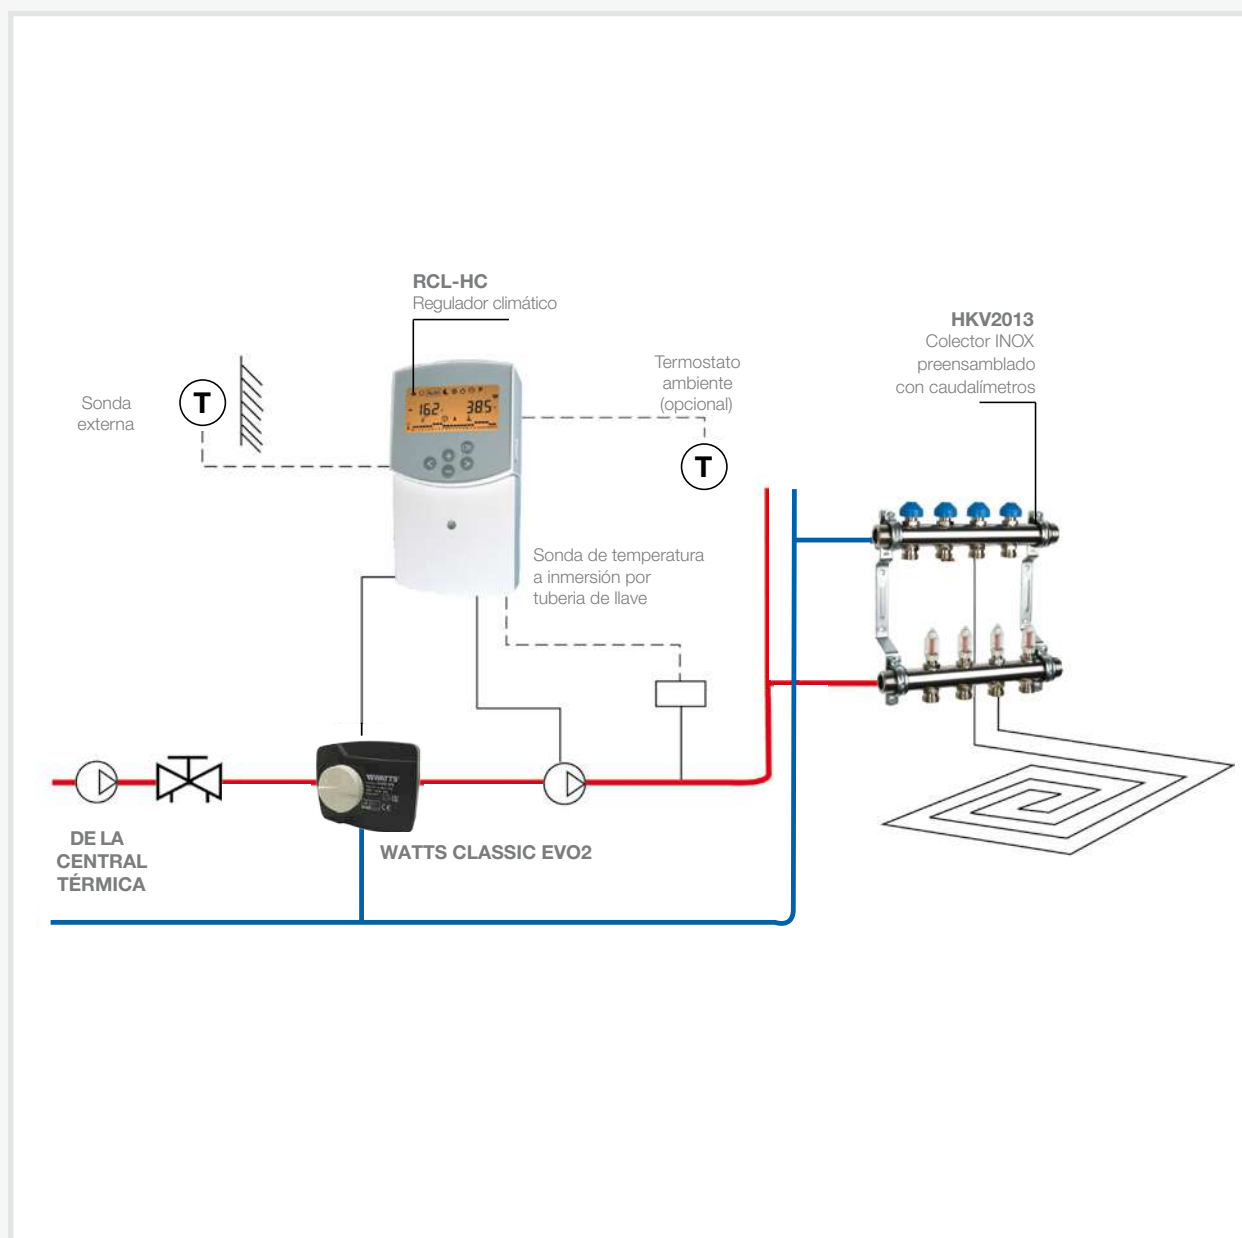 RCL-HC
Regulador climático
HKV2013
Colector INOX
preensamblado
con caudalímetros
Termostato
ambiente
(opcional)
Sonda
externa
T
T
Sonda de temperatura
a inmersión por
tuberia de llave
WATTS
DE LA
CENTRAL
TÉRMICA
WATTS CLASSIC EVO2